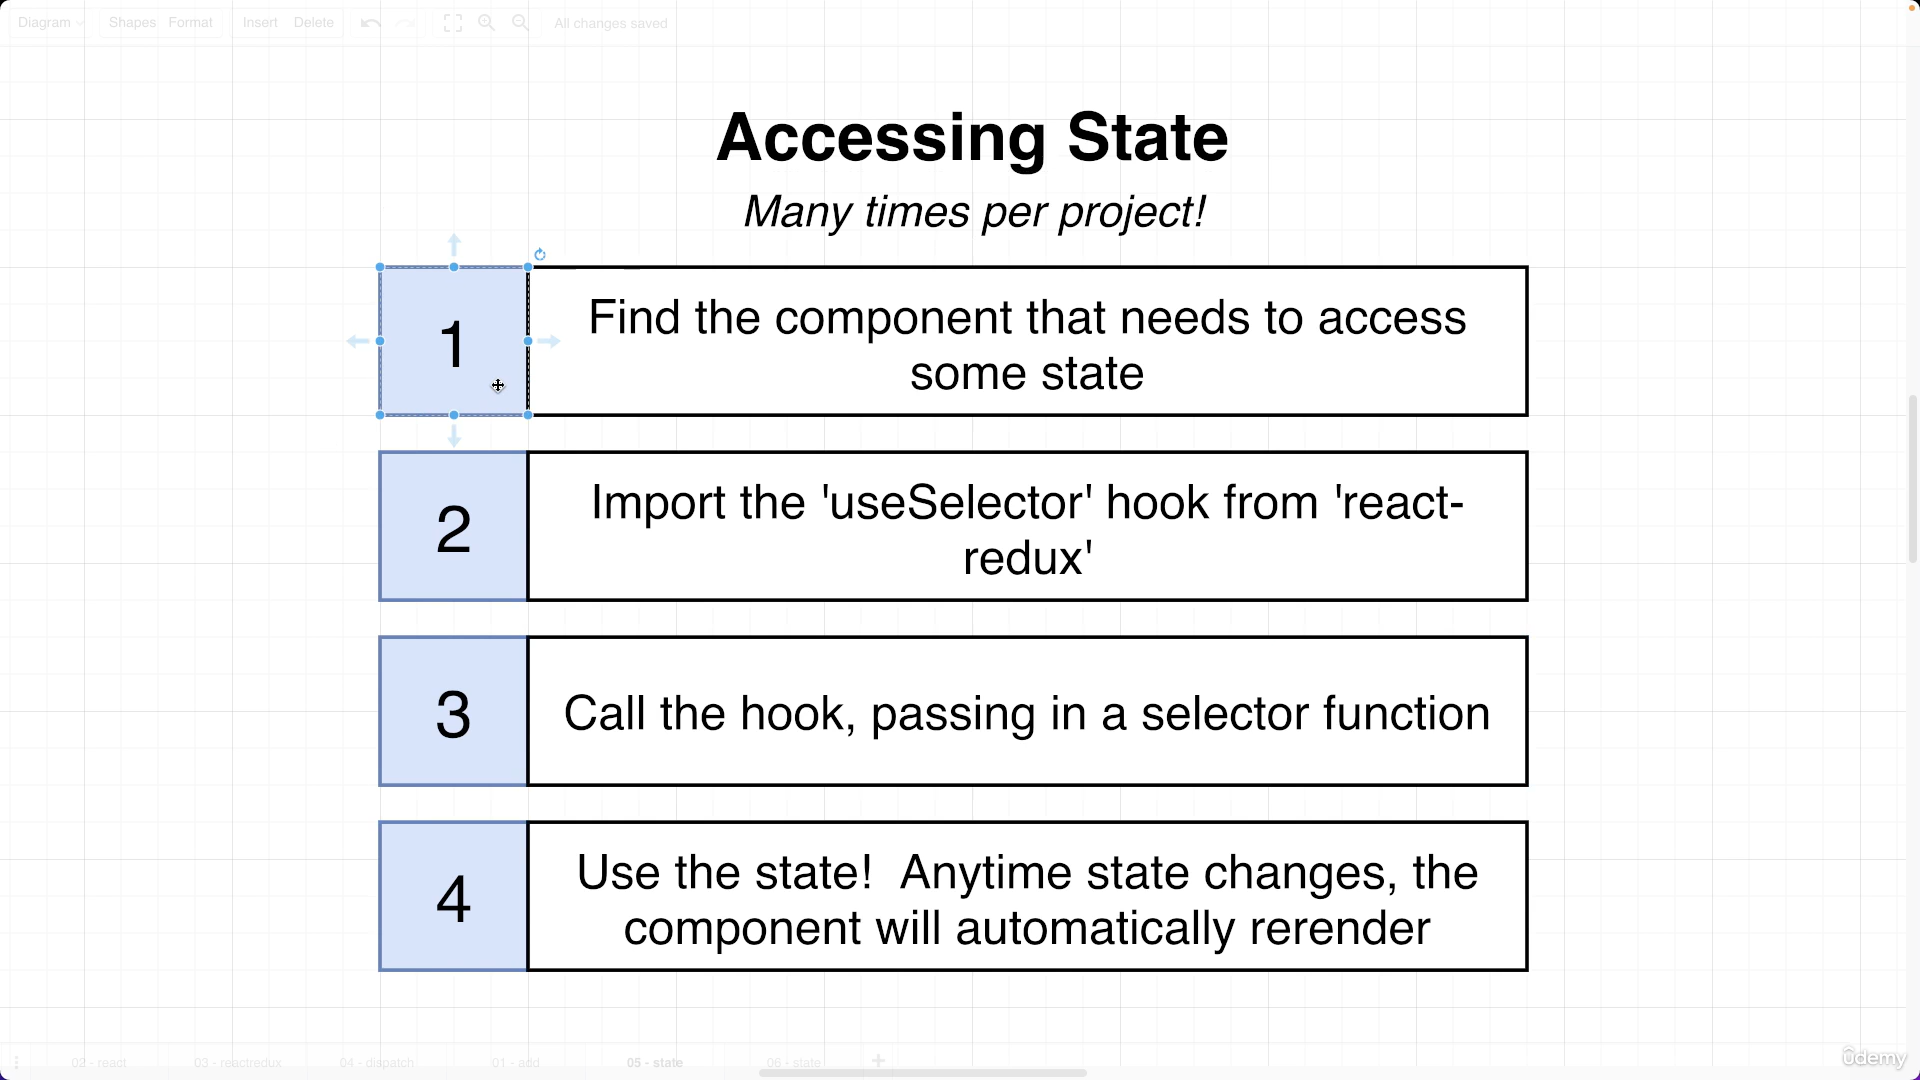 Diagram Shapes Format Insert Delete All changes saved
Accessing State
Many times per project!
1
Find the component that needs to access
some state
2
Import the 'useSelector' hook from 'react-
redux'
3
Call the hook, passing in a selector function
4
Use the state!  Anytime state changes, the
component will automatically rerender
02 - react 03 - reactredux 04 - dispatch 01 - add 05 - state 06 - state
ûdemy